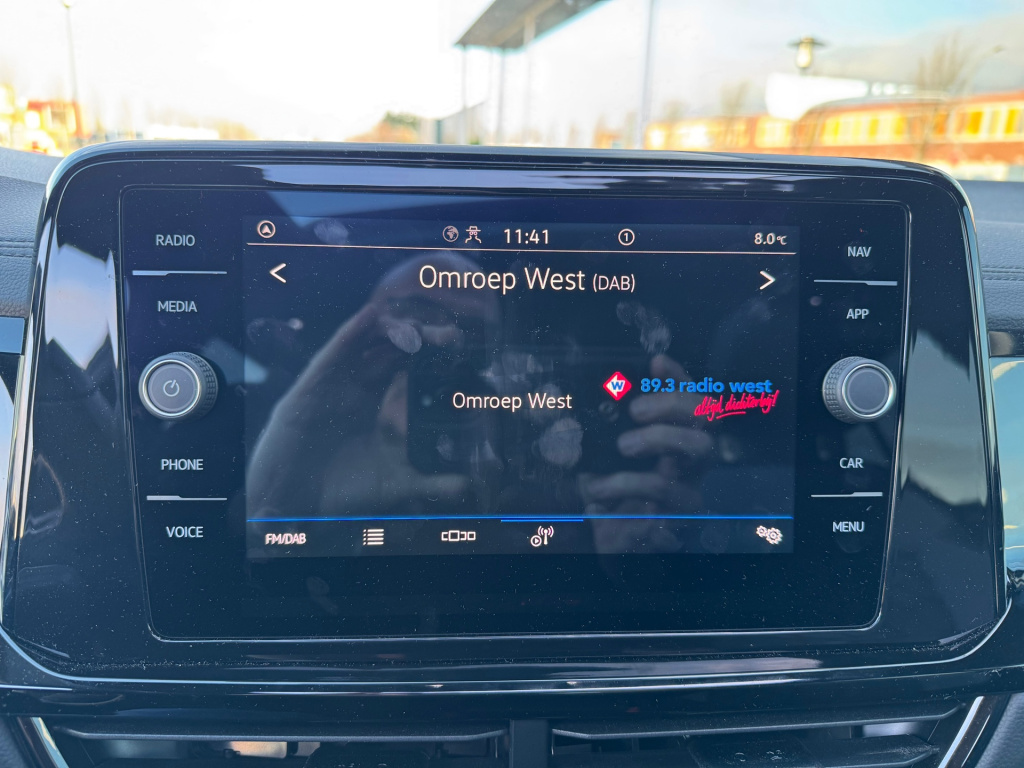 RADIO
MEDIA
PHONE
VOICE
11:41
1
8.0°C
Omroep West (DAB)
Omroep West
W
89.3 radio west
altijd dichterbij!
FM/DAB
NAV
APP
CAR
MENU